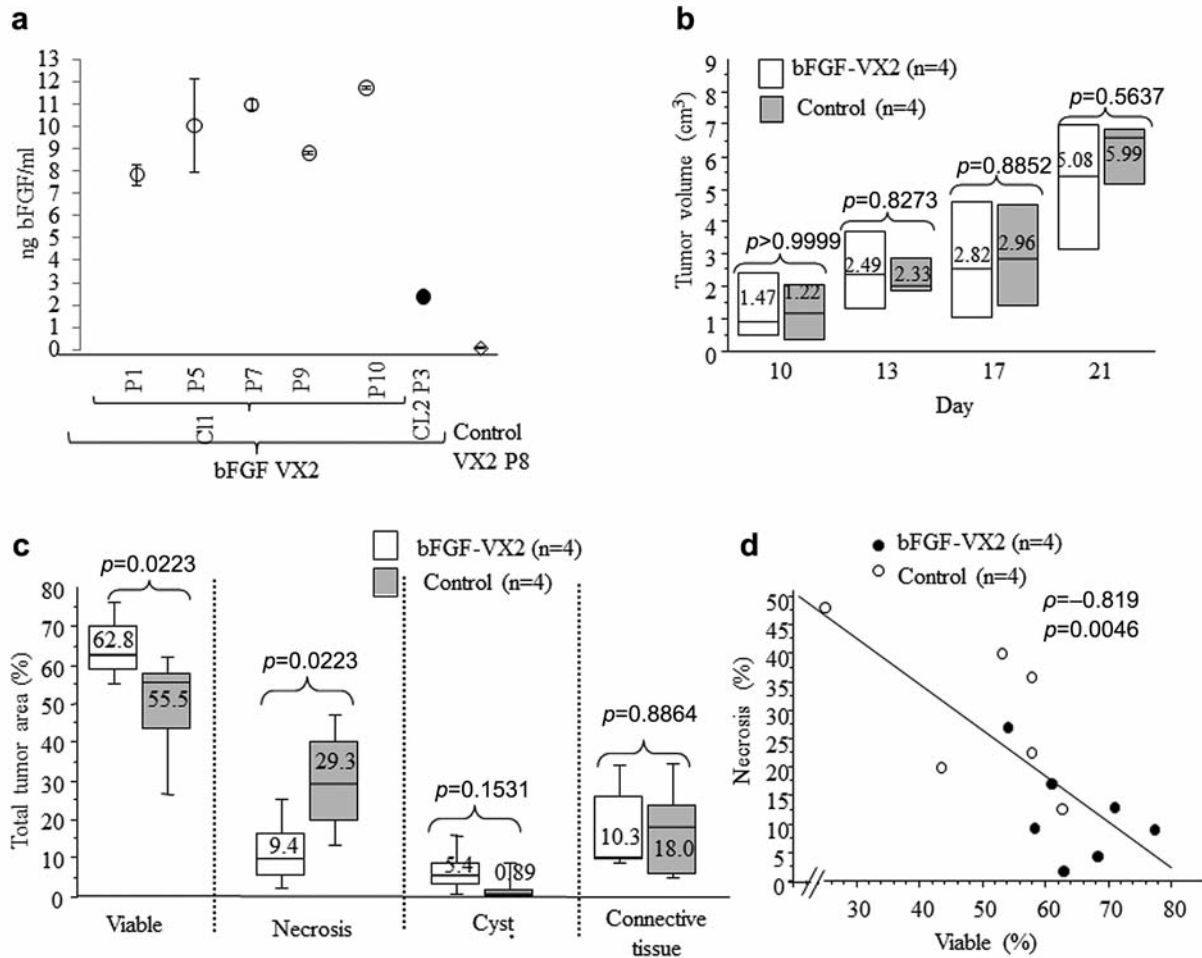 a
13
12
11
10
9
8
7
6
5
4
3
2
1
0
ng bFGF/ml
P1
P5
P7
P9
P10
CL2 P3
Cl1
bFGF VX2
Control
VX2 P8
b
bFGF-VX2 (n=4)
Control (n=4)
9
8
7
6
5
4
3
2
1
0
Tumor volume (cm³)
p>0.9999
p=0.8273
p=0.8852
p=0.5637
1.47
1.22
2.49
2.33
2.82
2.96
5.08
5.99
10
13
17
21
Day
c
bFGF-VX2 (n=4)
Control (n=4)
80
70
60
50
40
30
20
10
0
Total tumor area (%)
p=0.0223
p=0.0223
p=0.1531
p=0.8864
62.8
55.5
9.4
29.3
5.4
0.89
10.3
18.0
Viable
Necrosis
Cyst
Connective
tissue
d
bFGF-VX2 (n=4)
Control (n=4)
ρ=–0.819
p=0.0046
50
45
40
35
30
25
20
15
10
5
0
Necrosis (%)
20
30
40
50
60
70
80
Viable (%)